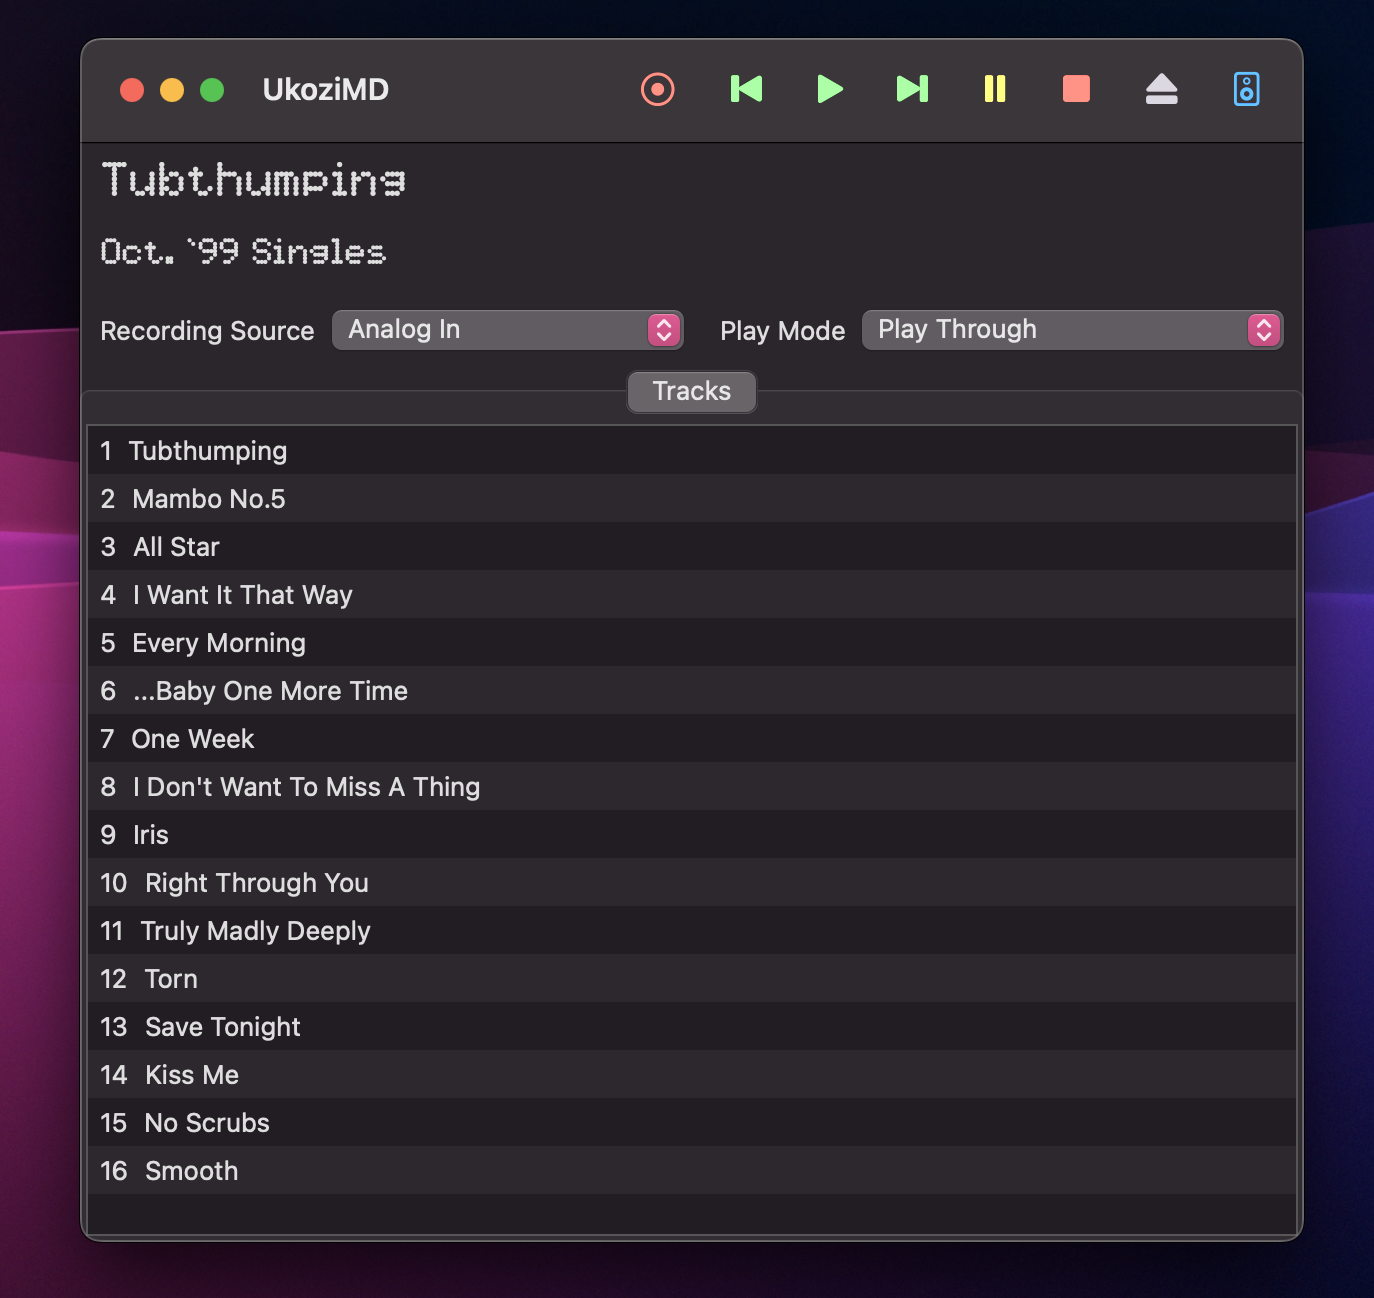 UkoziMD
Tubthumping
Oct. `99 Singles
Recording Source Analog In Play Mode Play Through
Tracks
1 Tubthumping
2 Mambo No.5
3 All Star
4 I Want It That Way
5 Every Morning
6 ...Baby One More Time
7 One Week
8 I Don't Want To Miss A Thing
9 Iris
10 Right Through You
11 Truly Madly Deeply
12 Torn
13 Save Tonight
14 Kiss Me
15 No Scrubs
16 Smooth